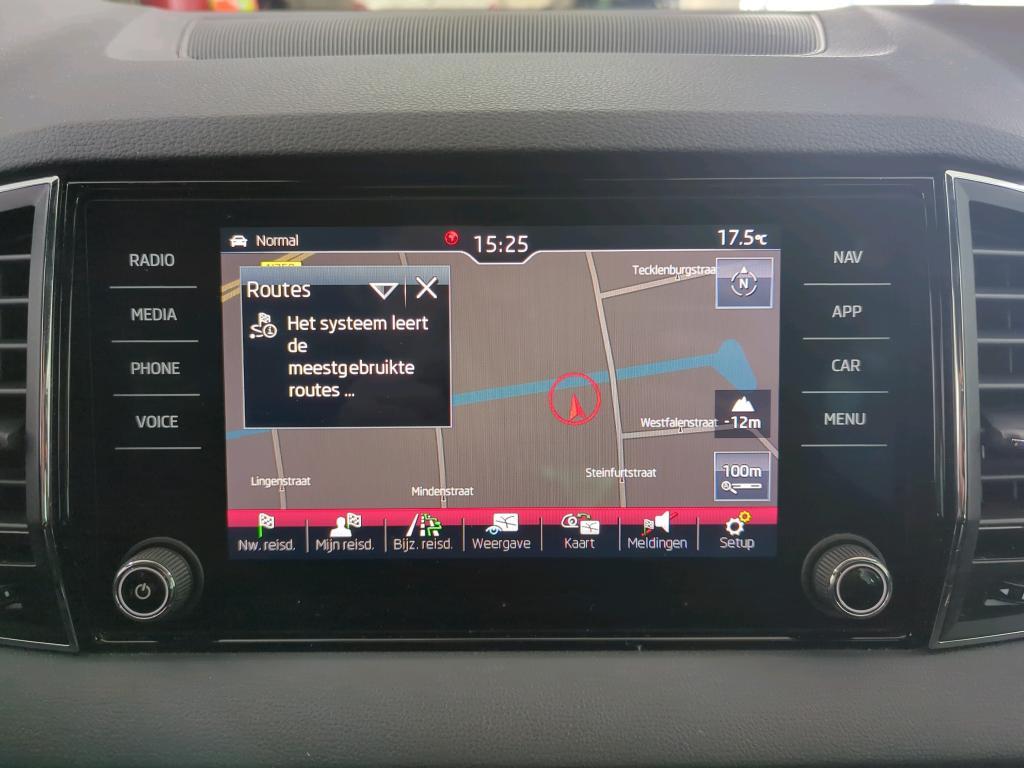 Normal
15:25
17.5°C
RADIO
MEDIA
PHONE
VOICE
NAV
APP
CAR
MENU
Routes
Het systeem leert
de
meestgebruikte
routes ...
Tecklenburgstraa
N
Westfalenstraat
-12m
Steinfurtstraat
100m
Lingenstraat
Mindenstraat
Nw. reisd.
Mijn reisd.
Bijz. reisd.
Weergave
Kaart
Meldingen
Setup